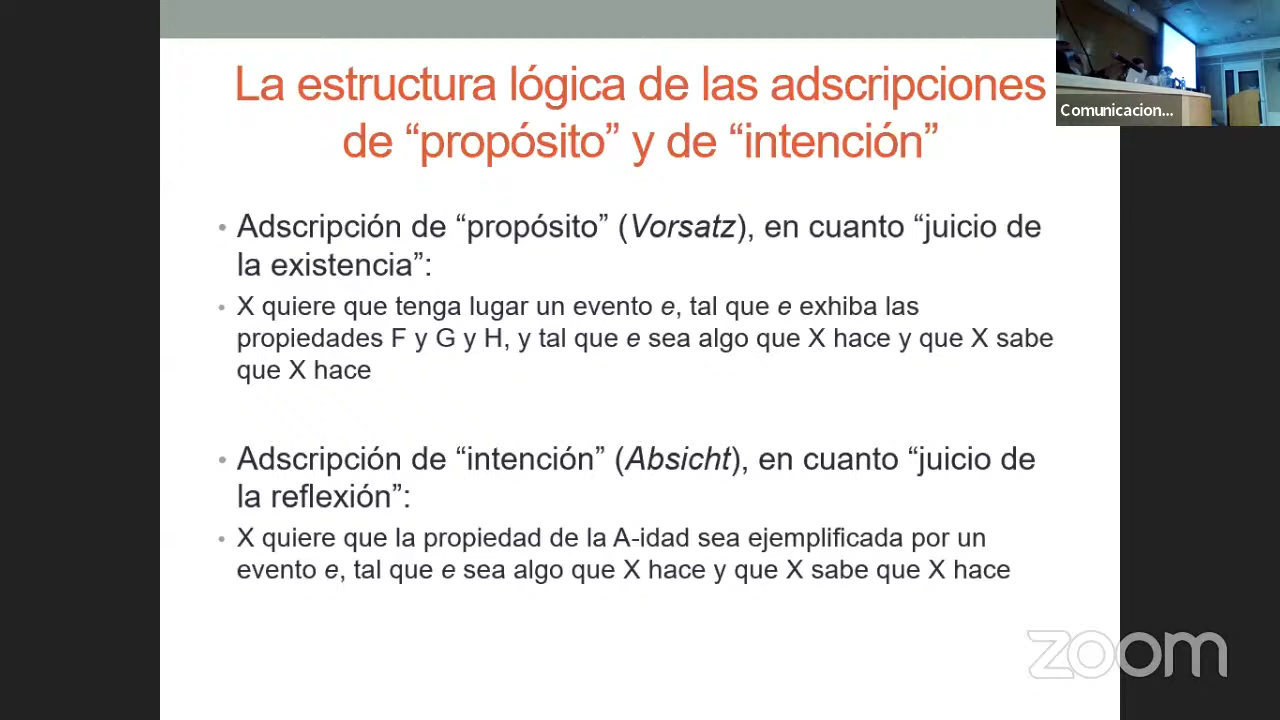 La estructura lógica de las adscripciones
de “propósito” y de “intención”
Comunicacion...
• Adscripción de “propósito” (Vorsatz), en cuanto “juicio de
la existencia”:
• X quiere que tenga lugar un evento e, tal que e exhiba las
propiedades F y G y H, y tal que e sea algo que X hace y que X sabe
que X hace
• Adscripción de “intención” (Absicht), en cuanto “juicio de
la reflexión”:
• X quiere que la propiedad de la A-idad sea ejemplificada por un
evento e, tal que e sea algo que X hace y que X sabe que X hace
zoom